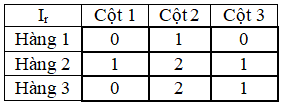 Iᵣ Cột 1 Cột 2 Cột 3
Hàng 1 0 1 0
Hàng 2 1 2 1
Hàng 3 0 2 1